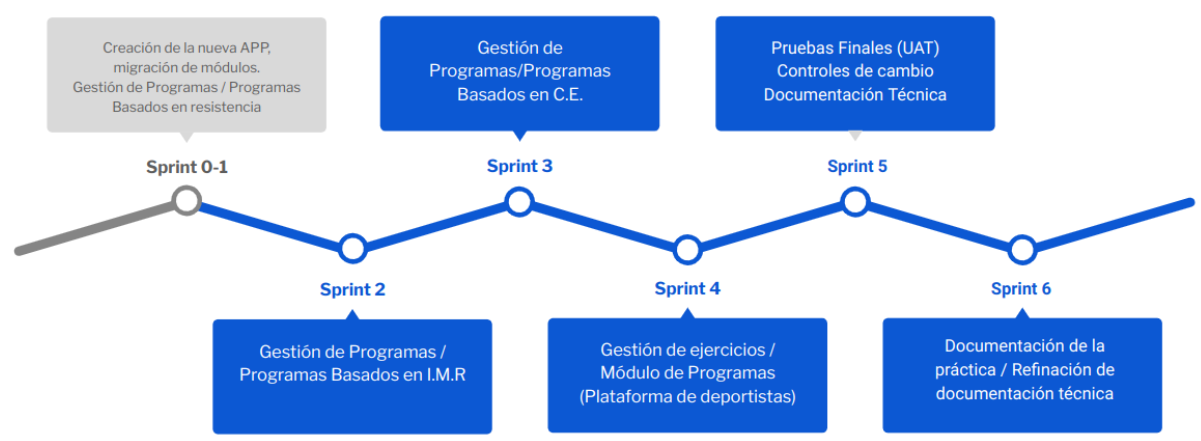 Creación de la nueva APP,
migración de módulos.
Gestión de Programas / Programas
Basados en resistencia
Sprint 0-1
Gestión de
Programas/Programas
Basados en C.E.
Sprint 3
Pruebas Finales (UAT)
Controles de cambio
Documentación Técnica
Sprint 5
Sprint 2
Gestión de Programas /
Programas Basados en I.M.R
Sprint 4
Gestión de ejercicios /
Módulo de Programas
(Plataforma de deportistas)
Sprint 6
Documentación de la
práctica / Refinación de
documentación técnica